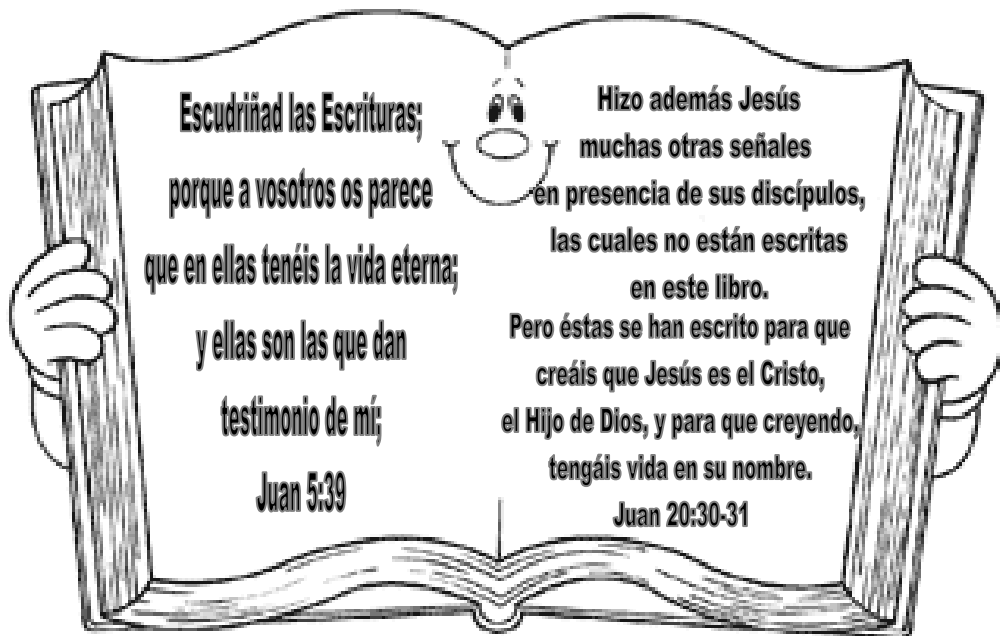 Escudriñad las Escrituras;
porque a vosotros os parece
que en ellas tenéis la vida eterna;
y ellas son las que dan
testimonio de mí;
Juan 5:39
Hizo además Jesús
muchas otras señales
en presencia de sus discípulos,
las cuales no están escritas
en este libro.
Pero éstas se han escrito para que
creáis que Jesús es el Cristo,
el Hijo de Dios, y para que creyendo,
tengáis vida en su nombre.
Juan 20:30-31